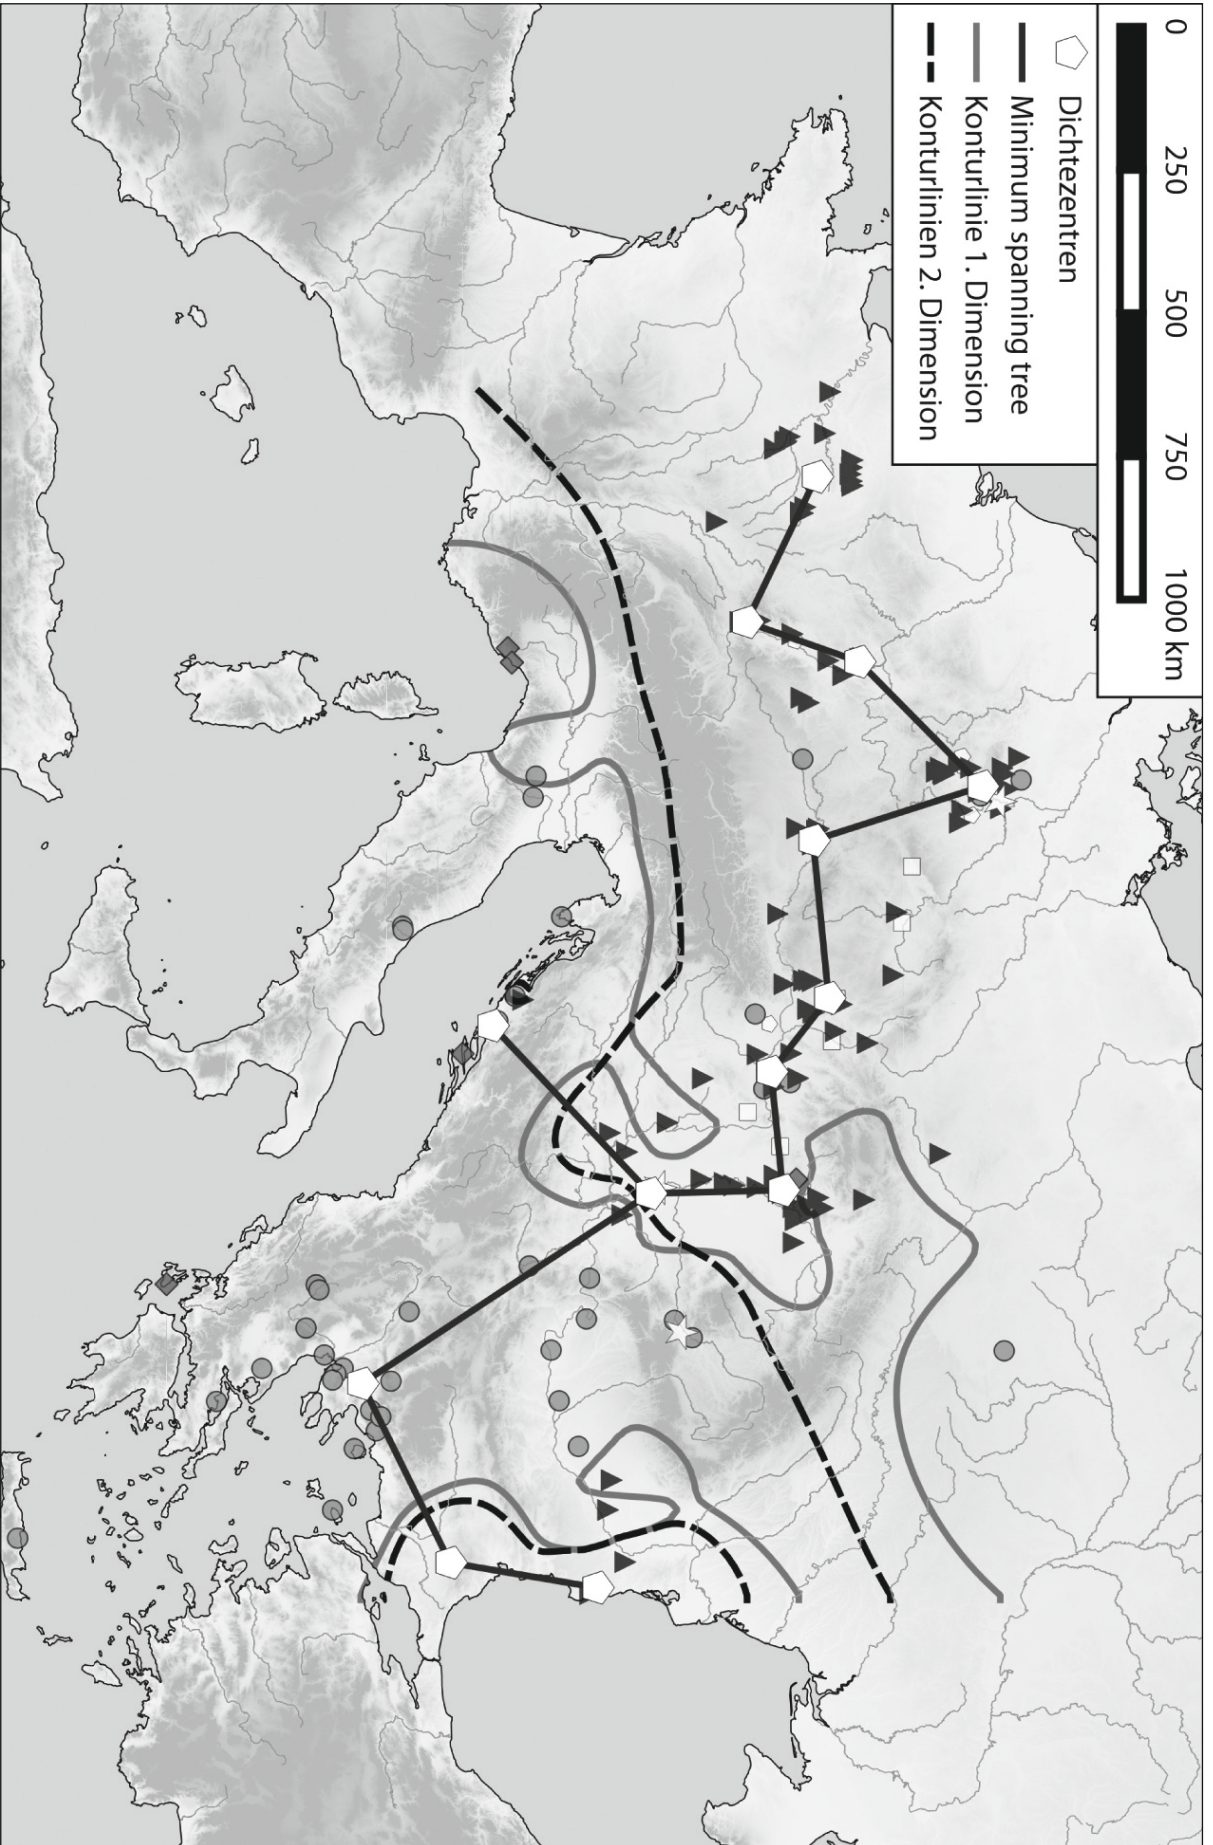 0 250 500 750 1000 km
Dichtezentren
Minimum spanning tree
Konturlinie 1. Dimension
Konturlinien 2. Dimension